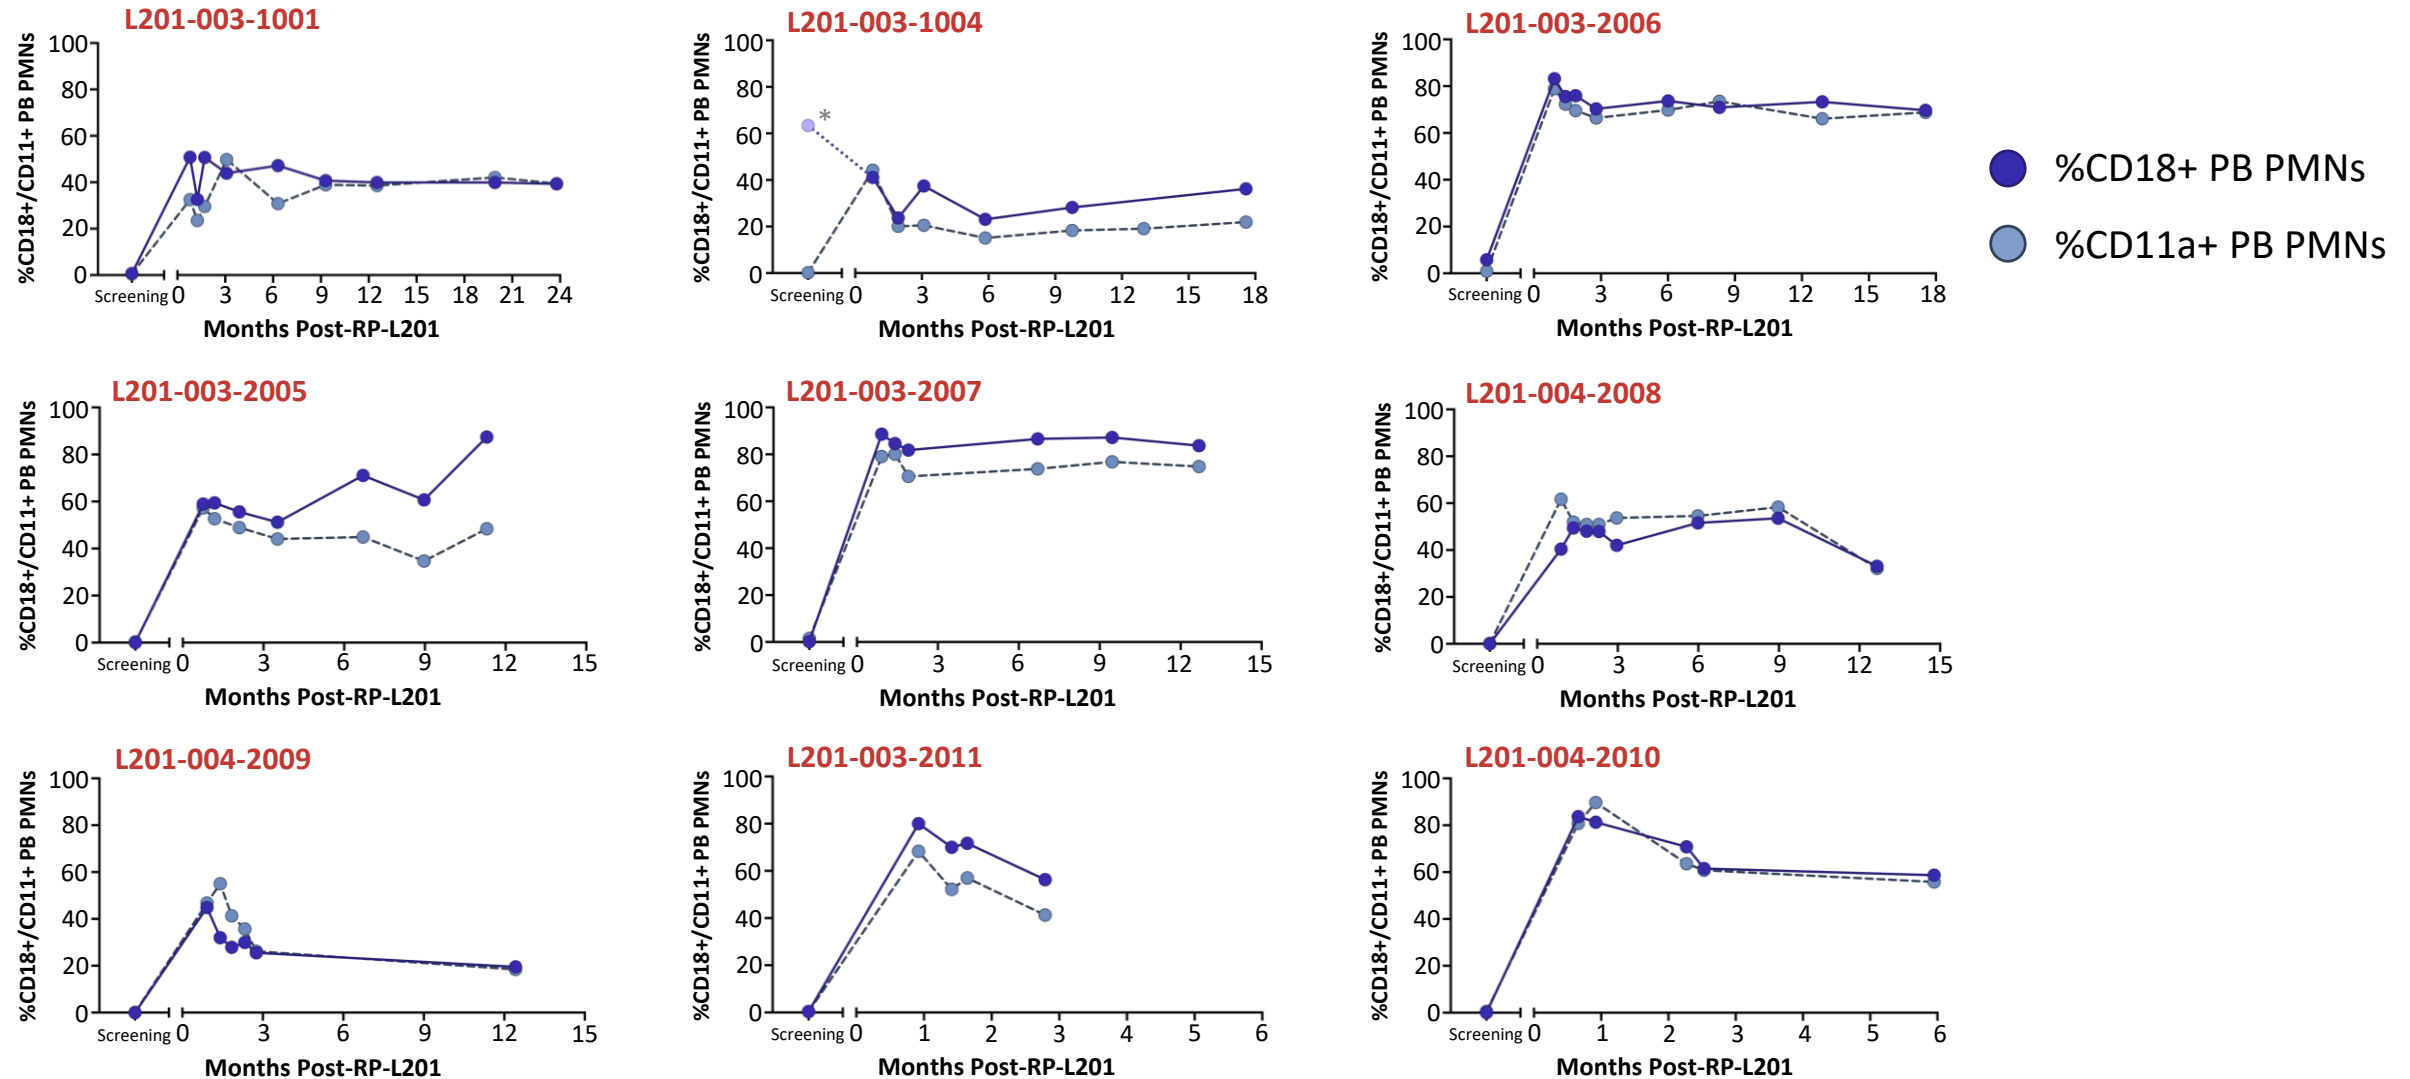 L201-003-1001
%CD18+/CD11+ PB PMNs
100
80
60
40
20
0
Screening 0 3 6 9 12 15 18 21 24
Months Post-RP-L201
L201-003-1004
%CD18+/CD11+ PB PMNs
100
80
60
40
20
0
*
Screening 0 3 6 9 12 15 18
Months Post-RP-L201
L201-003-2006
%CD18+/CD11+ PB PMNs
100
80
60
40
20
0
Screening 0 3 6 9 12 15 18
Months Post-RP-L201
%CD18+ PB PMNs
%CD11a+ PB PMNs
L201-003-2005
%CD18+/CD11+ PB PMNs
100
80
60
40
20
0
Screening 0 3 6 9 12 15
Months Post-RP-L201
L201-003-2007
%CD18+/CD11+ PB PMNs
100
80
60
40
20
0
Screening 0 3 6 9 12 15
Months Post-RP-L201
L201-004-2008
%CD18+/CD11+ PB PMNs
100
80
60
40
20
0
Screening 0 3 6 9 12 15
Months Post-RP-L201
L201-004-2009
%CD18+/CD11+ PB PMNs
100
80
60
40
20
0
Screening 0 3 6 9 12 15
Months Post-RP-L201
L201-003-2011
%CD18+/CD11+ PB PMNs
100
80
60
40
20
0
Screening 0 1 2 3 4 5 6
Months Post-RP-L201
L201-004-2010
%CD18+/CD11+ PB PMNs
100
80
60
40
20
0
Screening 0 1 2 3 4 5 6
Months Post-RP-L201